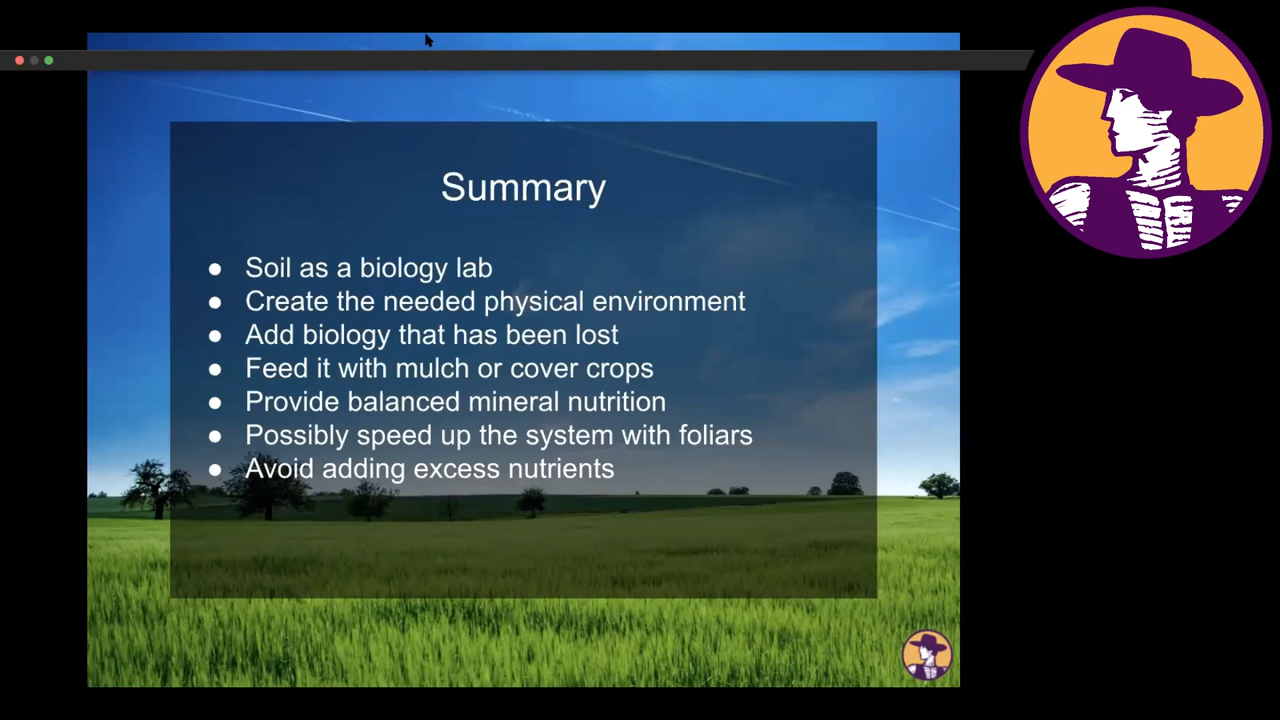 Summary
● Soil as a biology lab
● Create the needed physical environment
● Add biology that has been lost
● Feed it with mulch or cover crops
● Provide balanced mineral nutrition
● Possibly speed up the system with foliars
● Avoid adding excess nutrients